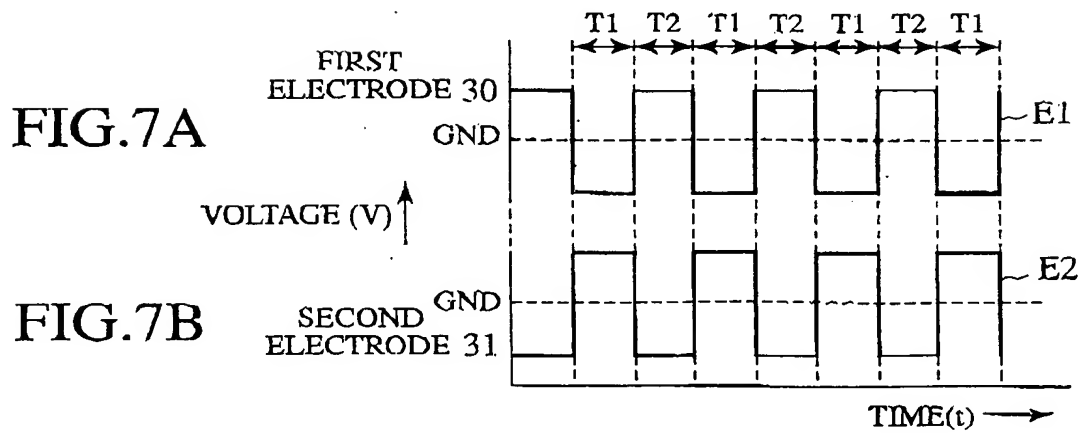 T1 T2 T1 T2 T1 T2 T1
FIRST
ELECTRODE 30
E1
FIG.7A
GND
VOLTAGE (V)
E2
GND
FIG.7B
SECOND
ELECTRODE 31
TIME(t)